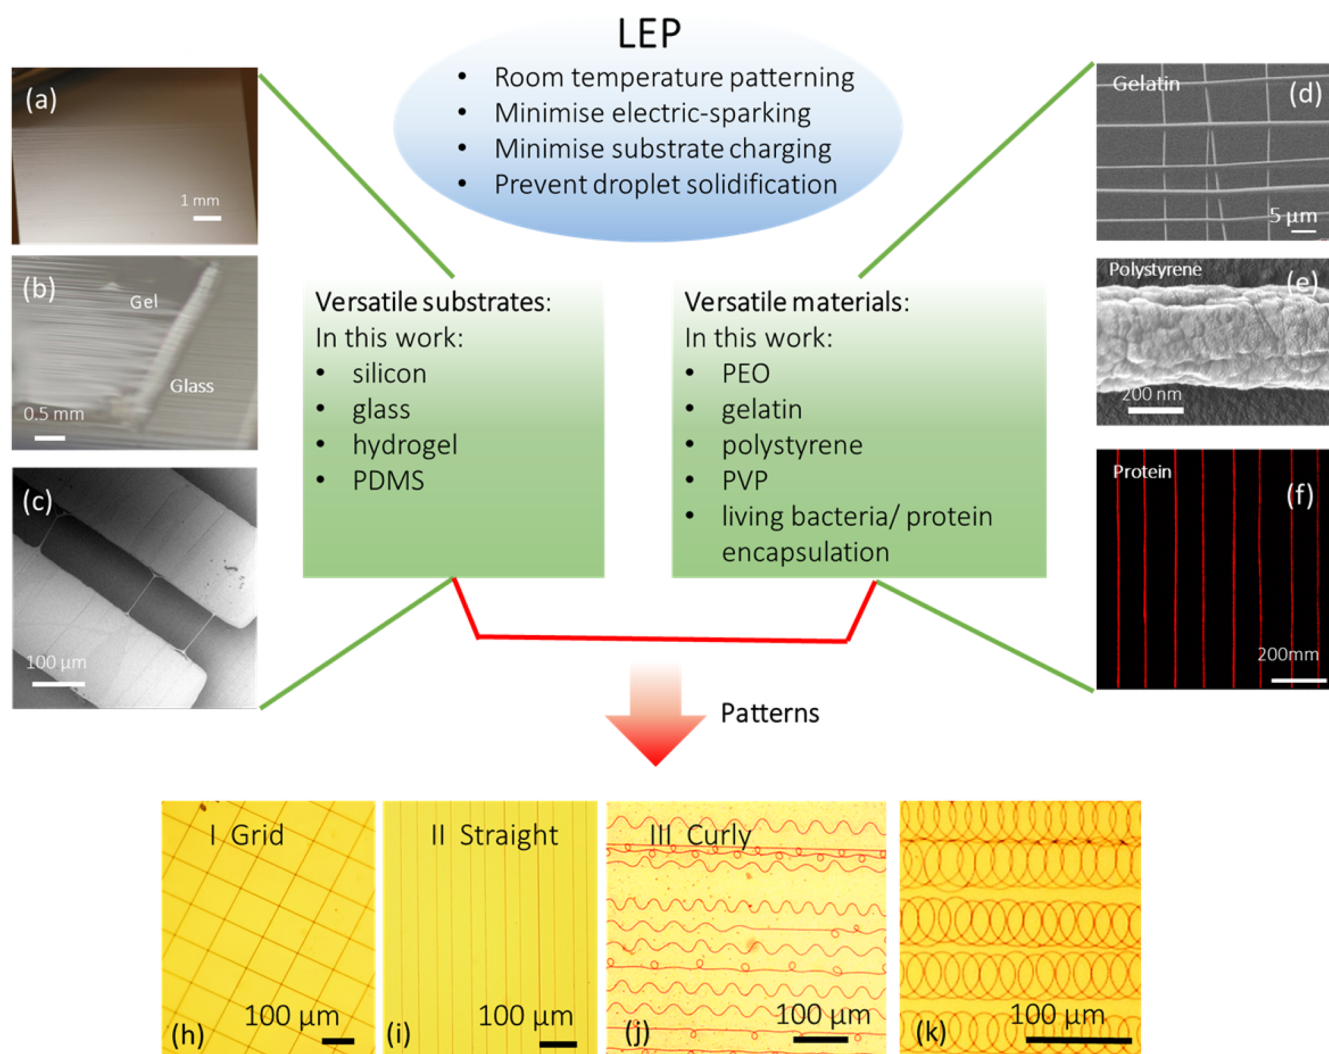 LEP
• Room temperature patterning
• Minimise electric-sparking
• Minimise substrate charging
• Prevent droplet solidification
(a)
1 mm
(b)
Gel
Glass
0.5 mm
(c)
100 µm
Versatile substrates:
In this work:
• silicon
• glass
• hydrogel
• PDMS
Versatile materials:
In this work:
• PEO
• gelatin
• polystyrene
• PVP
• living bacteria/ protein
encapsulation
Gelatin
(d)
5 µm
Polystyrene
(e)
200 nm
Protein
(f)
200mm
Patterns
I Grid
100 µm
(h)
II Straight
100 µm
(i)
III Curly
100 µm
(j)
100 µm
(k)